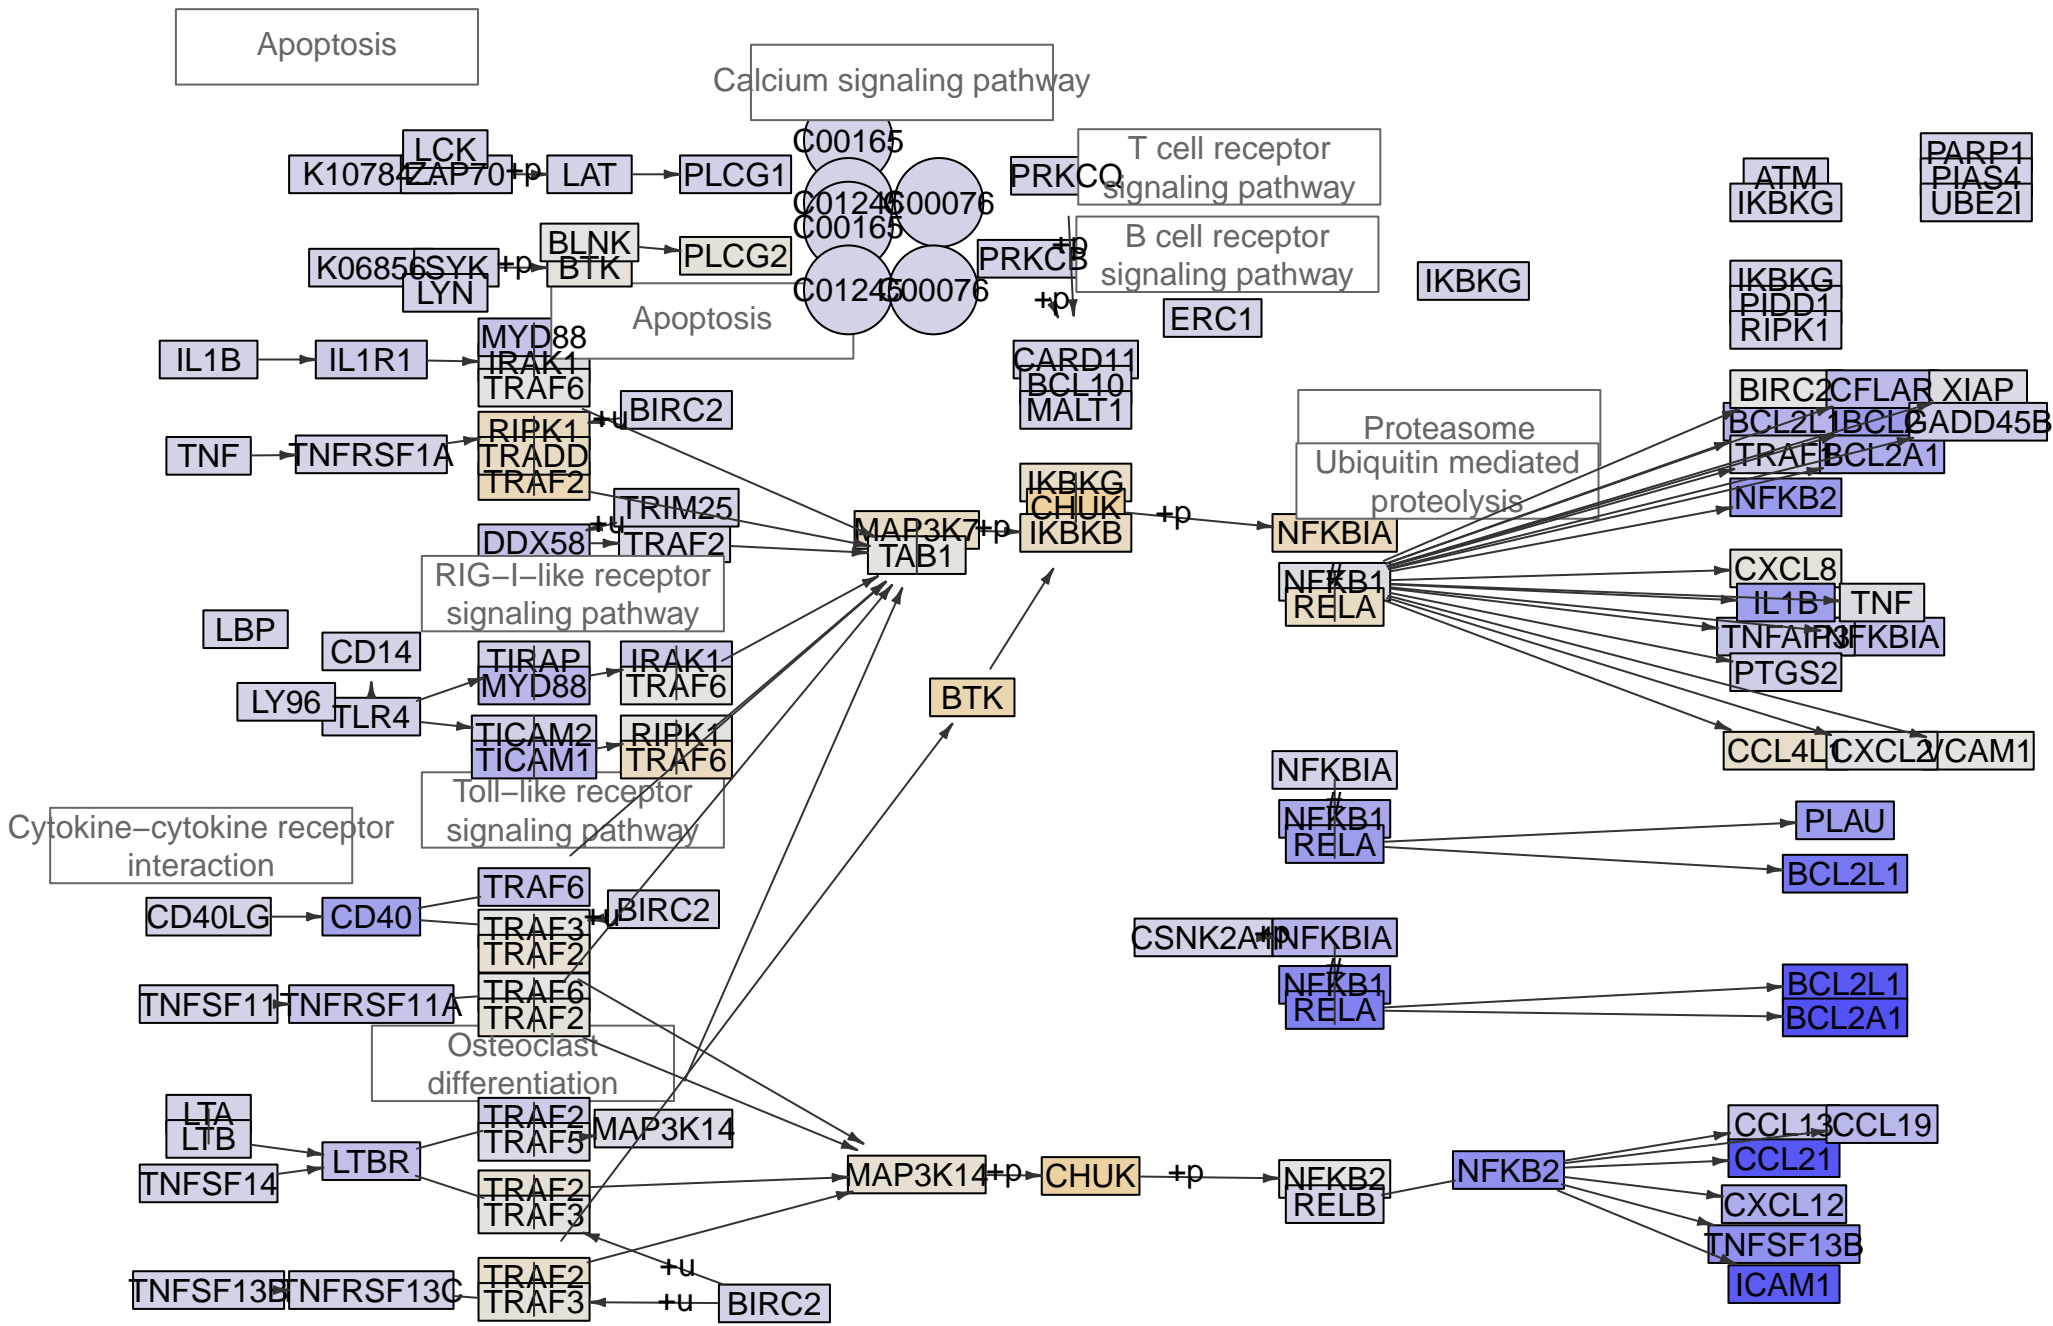 Apoptosis
Calcium signaling pathway
LCK
K10784
ZAP70
+p
LAT
PLCG1
C00165
C01246
C00076
C00165
C01245
C00076
PRKCQ
T cell receptor
signaling pathway
ATM
IKBKG
PARP1
PIAS4
UBE2I
K06856
SYK
LYN
+p
BLNK
BTK
PLCG2
PRKCB
+p
+p
B cell receptor
signaling pathway
ERC1
IKBKG
IKBKG
PIDD1
RIPK1
Apoptosis
IL1B
IL1R1
MYD88
IRAK1
TRAF6
CARD11
BCL10
MALT1
TNF
TNFRSF1A
RIPK1
TRADD
TRAF2
+u
BIRC2
Proteasome
Ubiquitin mediated
proteolysis
BIRC2
CFLAR
XIAP
BCL2L1
BCL2
GADD45B
TRAF1
BCL2A1
NFKB2
DDX58
+u
TRIM25
TRAF2
MAP3K7
TAB1
+p
IKBKG
CHUK
IKBKB
+p
NFKBIA
NFKB1
RELA
CXCL8
IL1B
TNF
TNFAIP3
NFKBIA
PTGS2
CCL4L1
CXCL2
VCAM1
RIG−I−like receptor
signaling pathway
LBP
CD14
LY96
TLR4
TIRAP
MYD88
IRAK1
TRAF6
TICAM2
TICAM1
RIPK1
TRAF6
BTK
Toll−like receptor
signaling pathway
Cytokine−cytokine receptor
interaction
NFKBIA
NFKB1
RELA
PLAU
BCL2L1
CD40LG
CD40
TRAF6
TRAF3
TRAF2
+u
BIRC2
+p
NFKBIA
NFKB1
RELA
BCL2L1
BCL2A1
TNFSF11
TNFRSF11A
TRAF6
TRAF2
Osteoclast
differentiation
LTA
LTB
TNFSF14
LTBR
TRAF2
TRAF5
MAP3K14
TRAF2
TRAF3
MAP3K14
+p
CHUK
+p
NFKB2
RELB
NFKB2
CCL13
CCL19
CCL21
CXCL12
TNFSF13B
ICAM1
TNFSF13B
TNFRSF13C
TRAF2
TRAF3
+u
+u
BIRC2